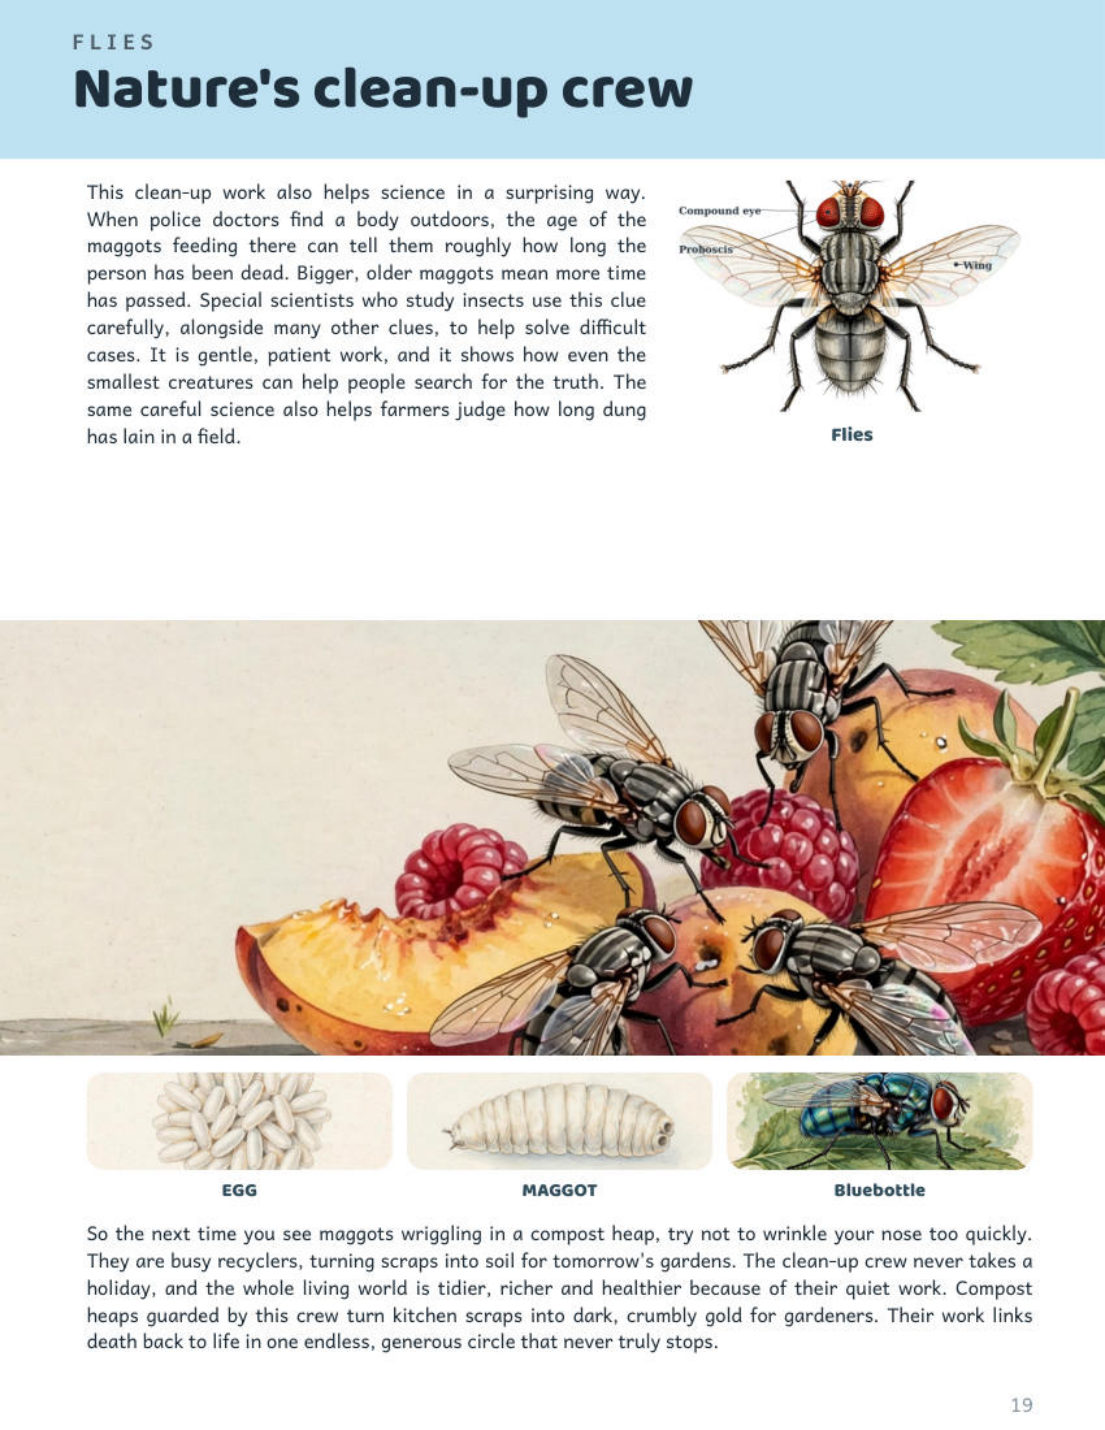 FLIES
Nature's clean-up crew
This clean-up work also helps science in a surprising way.
When police doctors find a body outdoors, the age of the
maggots feeding there can tell them roughly how long the
person has been dead. Bigger, older maggots mean more time
has passed. Special scientists who study insects use this clue
carefully, alongside many other clues, to help solve difficult
cases. It is gentle, patient work, and it shows how even the
smallest creatures can help people search for the truth. The
same careful science also helps farmers judge how long dung
has lain in a field.
Compound eye
Proboscis
Wing
Flies
EGG
MAGGOT
Bluebottle
So the next time you see maggots wriggling in a compost heap, try not to wrinkle your nose too quickly.
They are busy recyclers, turning scraps into soil for tomorrow's gardens. The clean-up crew never takes a
holiday, and the whole living world is tidier, richer and healthier because of their quiet work. Compost
heaps guarded by this crew turn kitchen scraps into dark, crumbly gold for gardeners. Their work links
death back to life in one endless, generous circle that never truly stops.
19